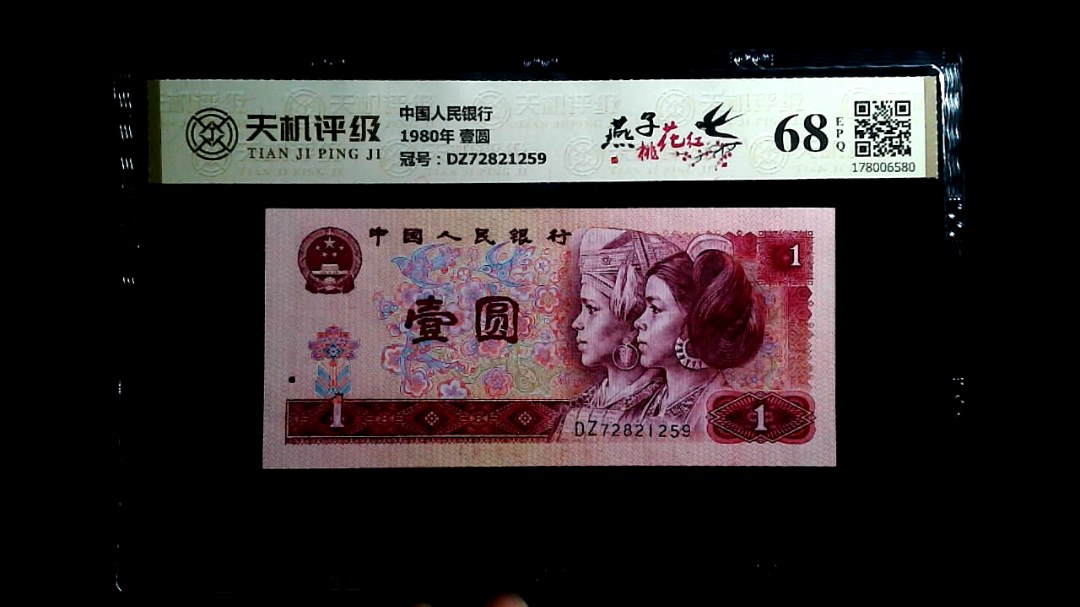 天机评级
TIAN JI PING JI
中国人民银行
1980年 壹圆
冠号：DZ72821259
燕子
桃花红
68
EPQ
178006580
中国人民银行
1
壹圆
1
DZ72821259
1